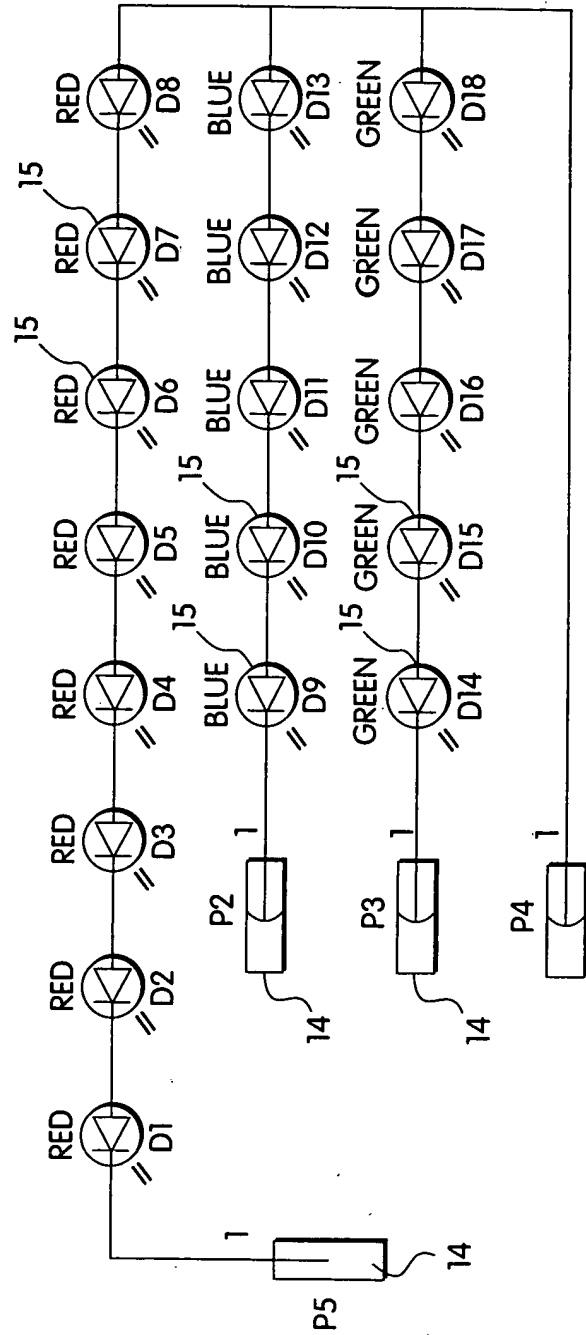 RED RED RED RED RED RED RED RED
15 15
D1 D2 D3 D4 D5 D6 D7 D8
BLUE BLUE BLUE BLUE BLUE
15 15
P2 1
D9 D10 D11 D12 D13
14
GREEN GREEN GREEN GREEN GREEN
15 15
P3 1
D14 D15 D16 D17 D18
14
P5 1
14
P4 1